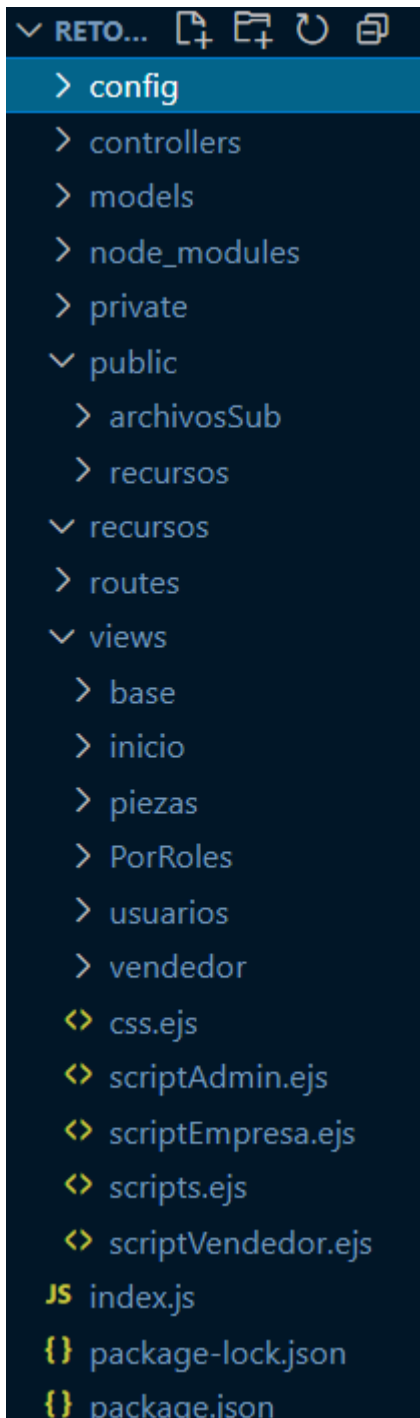 RETO...
config
controllers
models
node_modules
private
public
archivosSub
recursos
recursos
routes
views
base
inicio
piezas
PorRoles
usuarios
vendedor
<> css.ejs
<> scriptAdmin.ejs
<> scriptEmpresa.ejs
<> scripts.ejs
<> scriptVendedor.ejs
JS index.js
{} package-lock.json
{} package.json